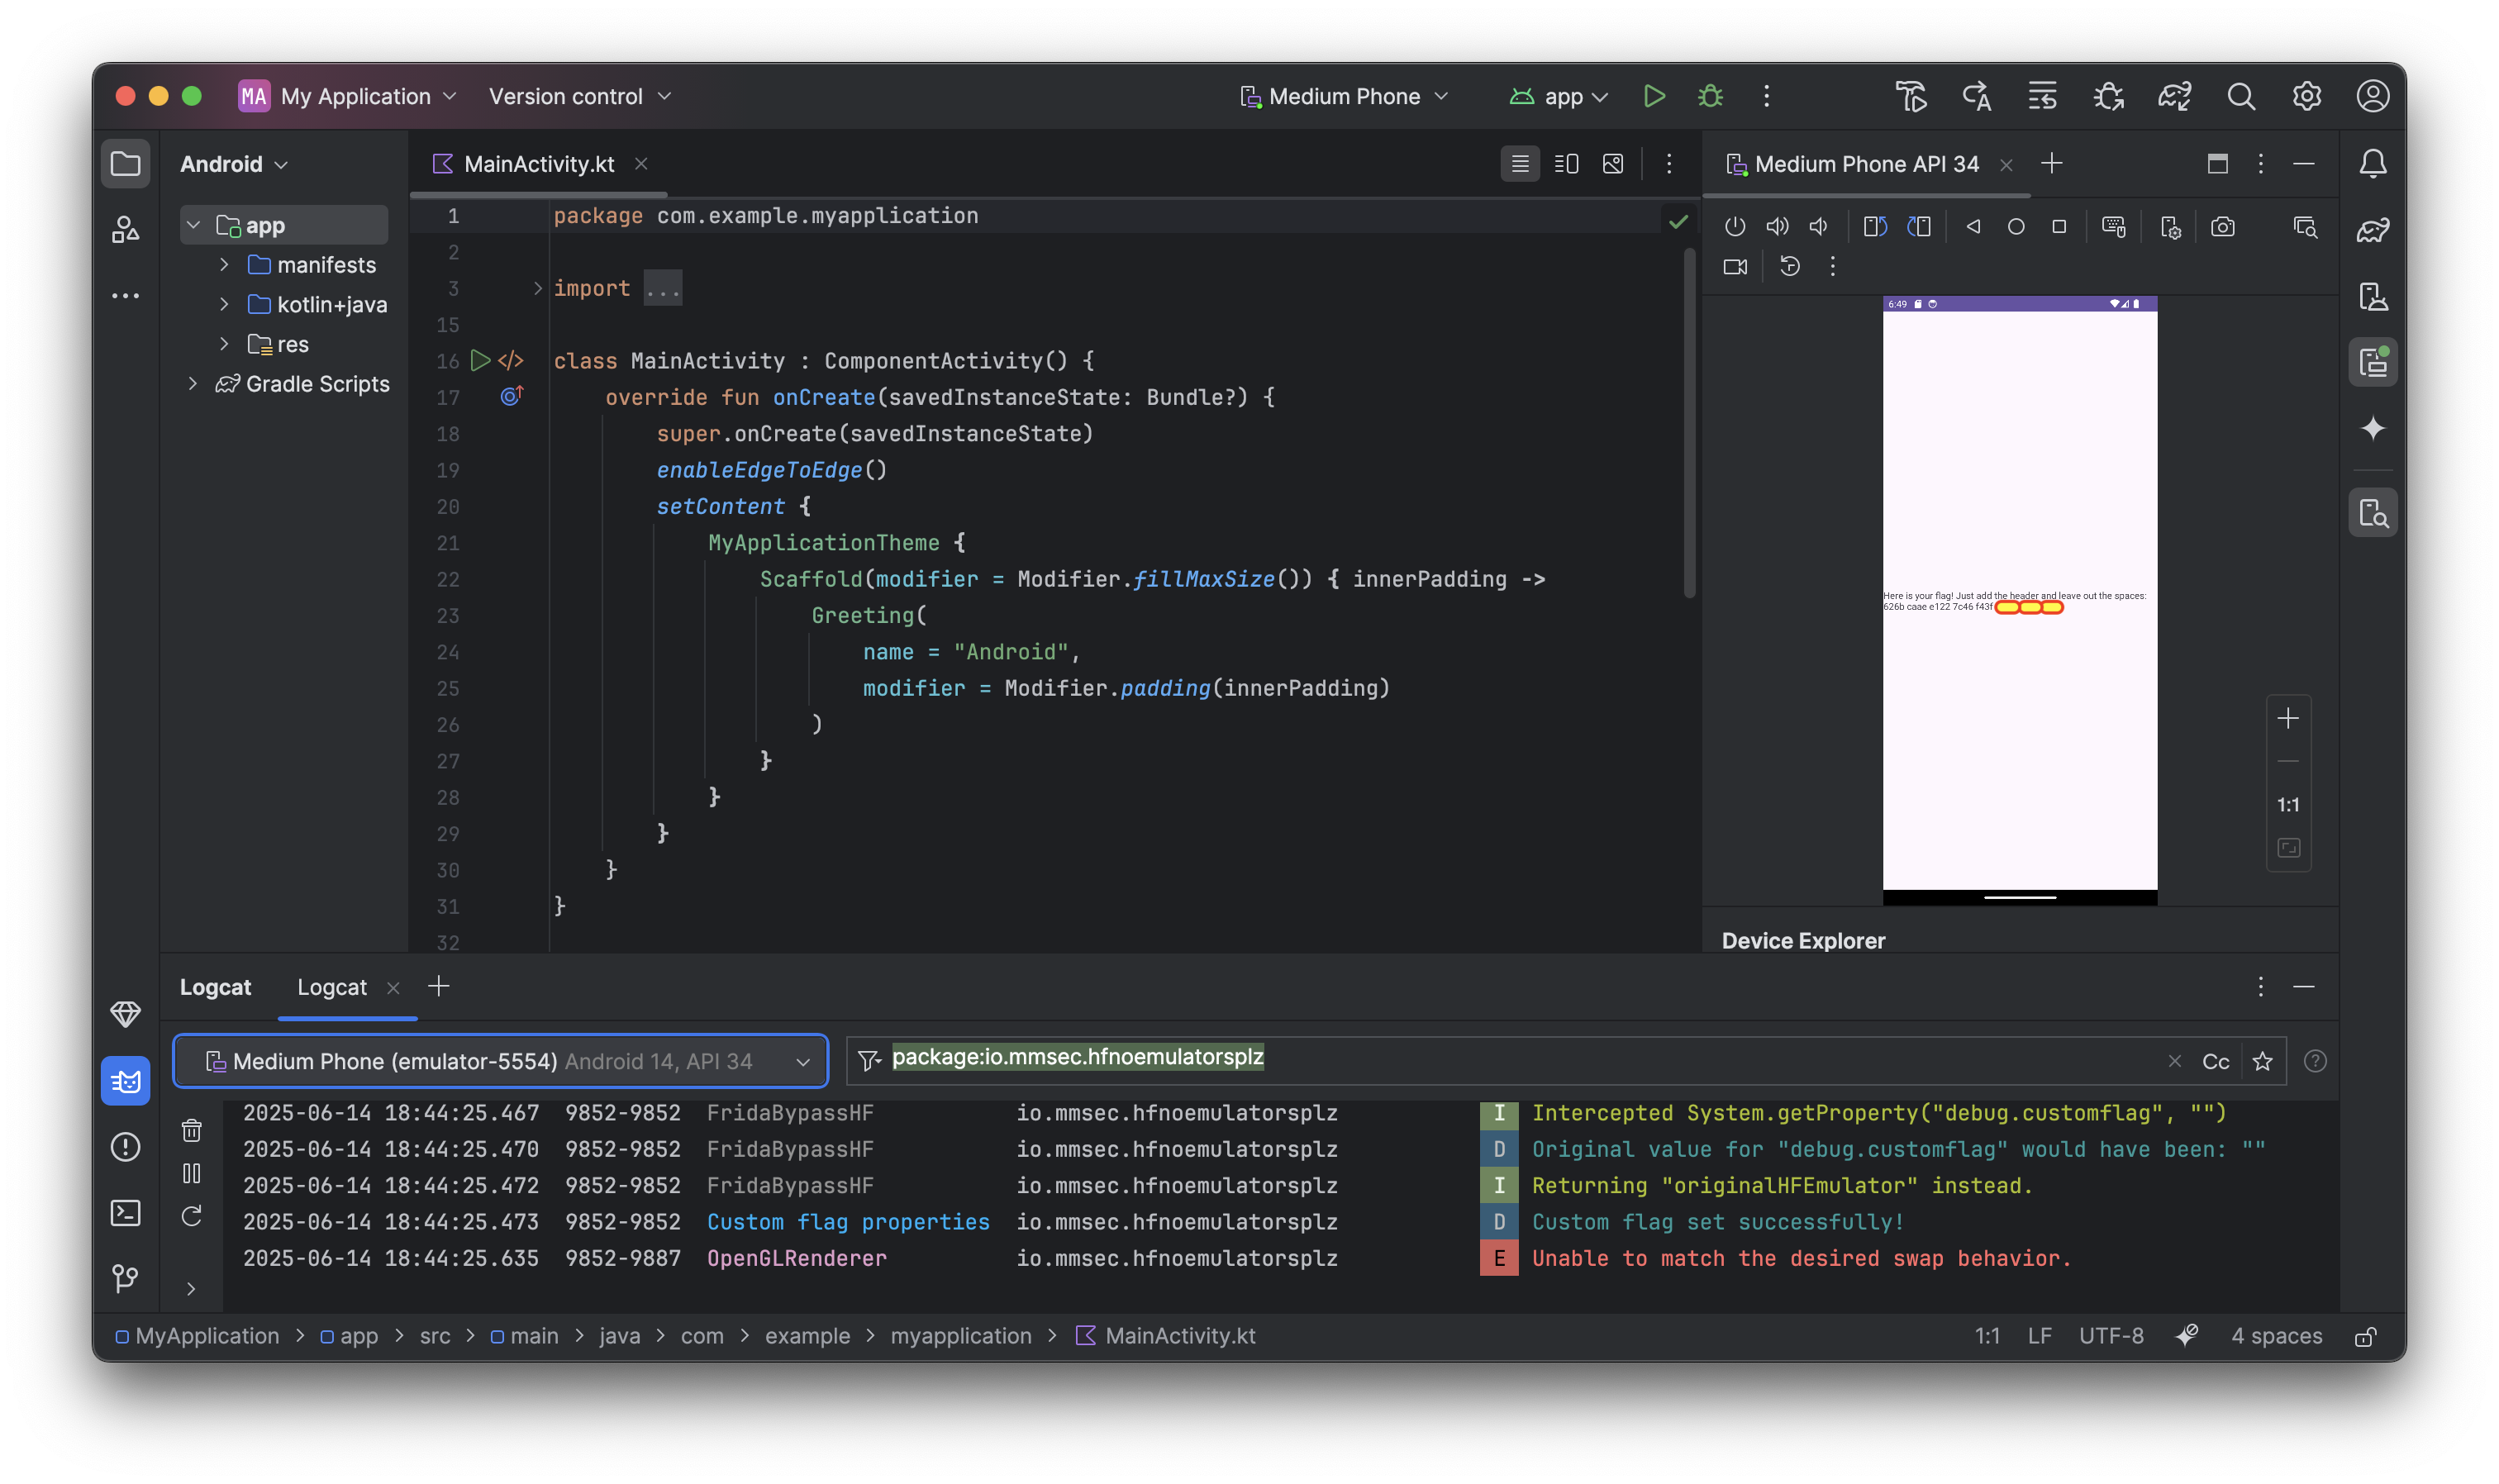 MA My Application Version control Medium Phone app
Android MainActivity.kt Medium Phone API 34
app
manifests
kotlin+java
res
Gradle Scripts
1 package com.example.myapplication
2
3 import ...
15
16 class MainActivity : ComponentActivity() {
17 override fun onCreate(savedInstanceState: Bundle?) {
18 super.onCreate(savedInstanceState)
19 enableEdgeToEdge()
20 setContent {
21 MyApplicationTheme {
22 Scaffold(modifier = Modifier.fillMaxSize()) { innerPadding ->
23 Greeting(
24 name = "Android",
25 modifier = Modifier.padding(innerPadding)
26 )
27 }
28 }
29 }
30 }
31 }
32
6:49
Here is your flag! Just add the header and leave out the spaces:
626b caae e122 7c46 f43f
1:1
Device Explorer
Logcat Logcat
Medium Phone (emulator-5554) Android 14, API 34 package:io.mmsec.hfnoemulatorsplz Cc
2025-06-14 18:44:25.467 9852-9852 FridaBypassHF io.mmsec.hfnoemulatorsplz I Intercepted System.getProperty("debug.customflag", "")
2025-06-14 18:44:25.470 9852-9852 FridaBypassHF io.mmsec.hfnoemulatorsplz D Original value for "debug.customflag" would have been: ""
2025-06-14 18:44:25.472 9852-9852 FridaBypassHF io.mmsec.hfnoemulatorsplz I Returning "originalHFEmulator" instead.
2025-06-14 18:44:25.473 9852-9852 Custom flag properties io.mmsec.hfnoemulatorsplz D Custom flag set successfully!
2025-06-14 18:44:25.635 9852-9887 OpenGLRenderer io.mmsec.hfnoemulatorsplz E Unable to match the desired swap behavior.
MyApplication > app > src > main > java > com > example > myapplication > MainActivity.kt 1:1 LF UTF-8 4 spaces